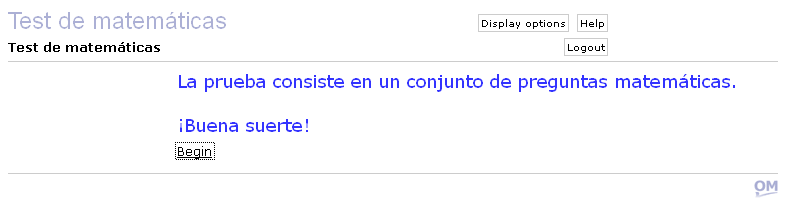 Test de matemáticas
Display options Help
Test de matemáticas
Logout
La prueba consiste en un conjunto de preguntas matemáticas.
¡Buena suerte!
Begin
OM